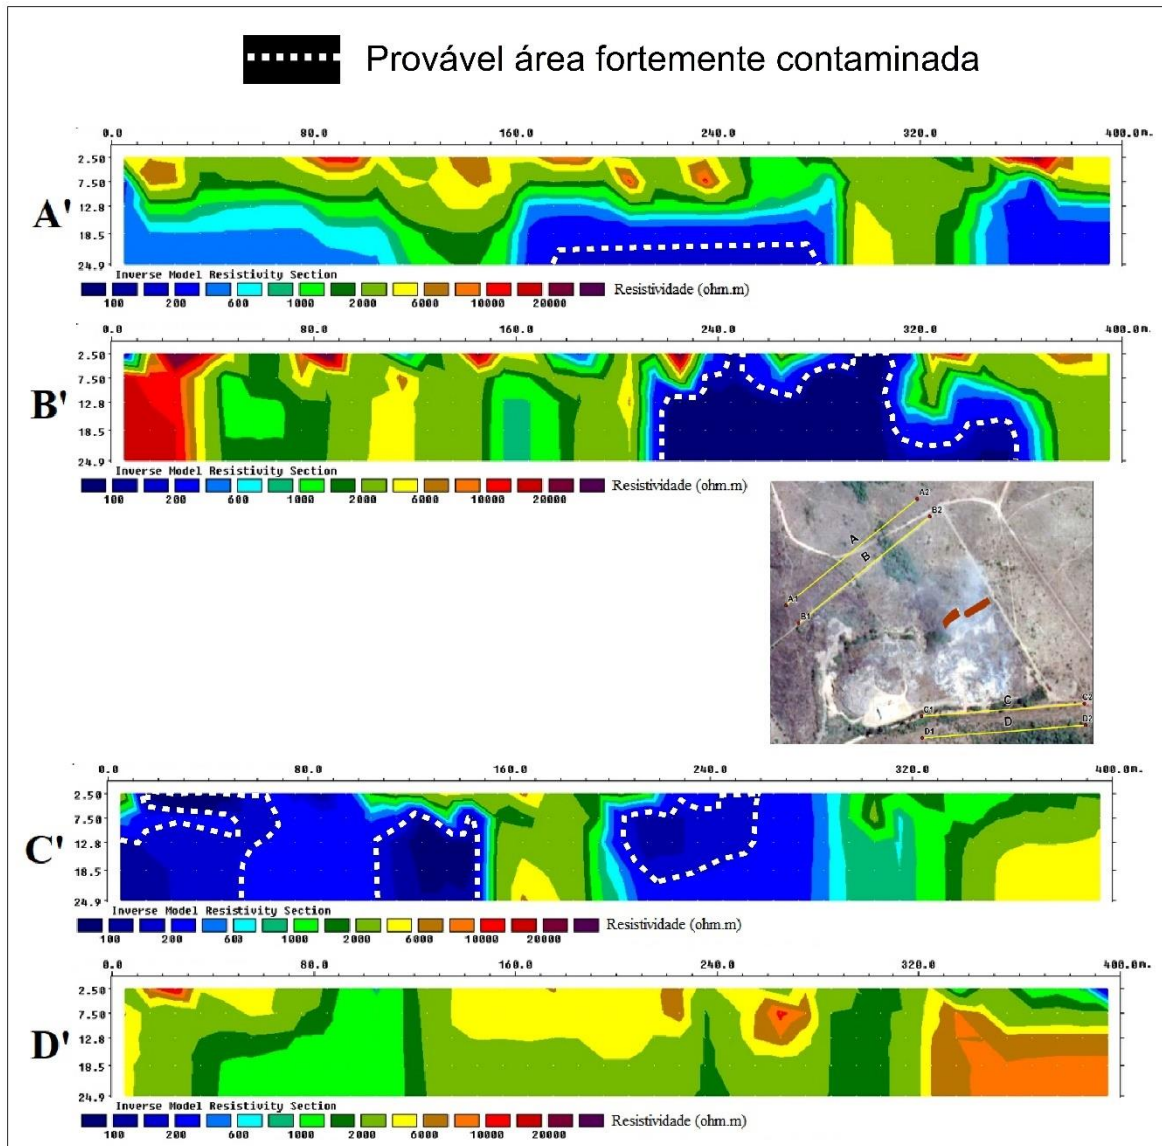 Provável área fortemente contaminada
0.0 80.0 160.0 240.0 320.0 400.0m.
2.50
7.50
12.8
18.5
24.9
A'
Inverse Model Resistivity Section
Resistividade (ohm.m)
100 200 600 1000 2000 6000 10000 20000
0.0 80.0 160.0 240.0 320.0 400.0m.
2.50
7.50
12.8
18.5
24.9
B'
Inverse Model Resistivity Section
Resistividade (ohm.m)
100 200 600 1000 2000 6000 10000 20000
A2
B2
A
B
A1
B1
C
C1
C2
D
D1
D2
0.0 80.0 160.0 240.0 320.0 400.0m.
2.50
7.50
12.8
18.5
24.9
C'
Inverse Model Resistivity Section
Resistividade (ohm.m)
100 200 600 1000 2000 6000 10000 20000
0.0 80.0 160.0 240.0 320.0 400.0m.
2.50
7.50
12.8
18.5
24.9
D'
Inverse Model Resistivity Section
Resistividade (ohm.m)
100 200 600 1000 2000 6000 10000 20000